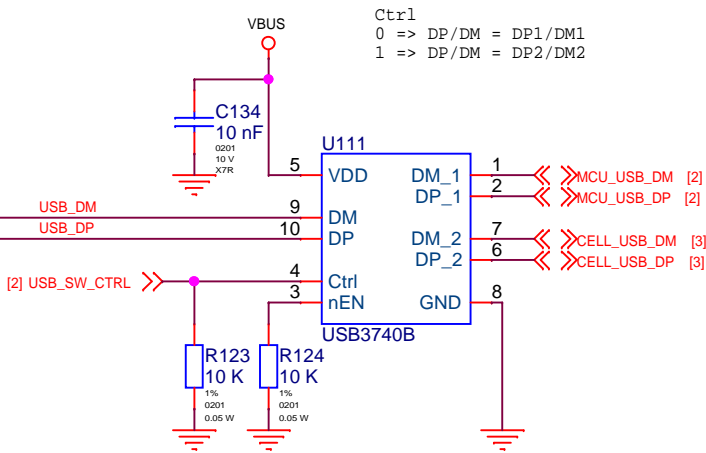 VBUS
Ctrl
0 => DP/DM = DP1/DM1
1 => DP/DM = DP2/DM2
C134
10 nF
0201
10 V
X7R
U111
5
VDD
DM_1
1
MCU_USB_DM [2]
DP_1
2
MCU_USB_DP [2]
USB_DM
9
DM
USB_DP
10
DP
DM_2
7
CELL_USB_DM [3]
DP_2
6
CELL_USB_DP [3]
[2] USB_SW_CTRL
4
Ctrl
3
nEN
GND
8
USB3740B
R123
10 K
1%
0201
0.05 W
R124
10 K
1%
0201
0.05 W